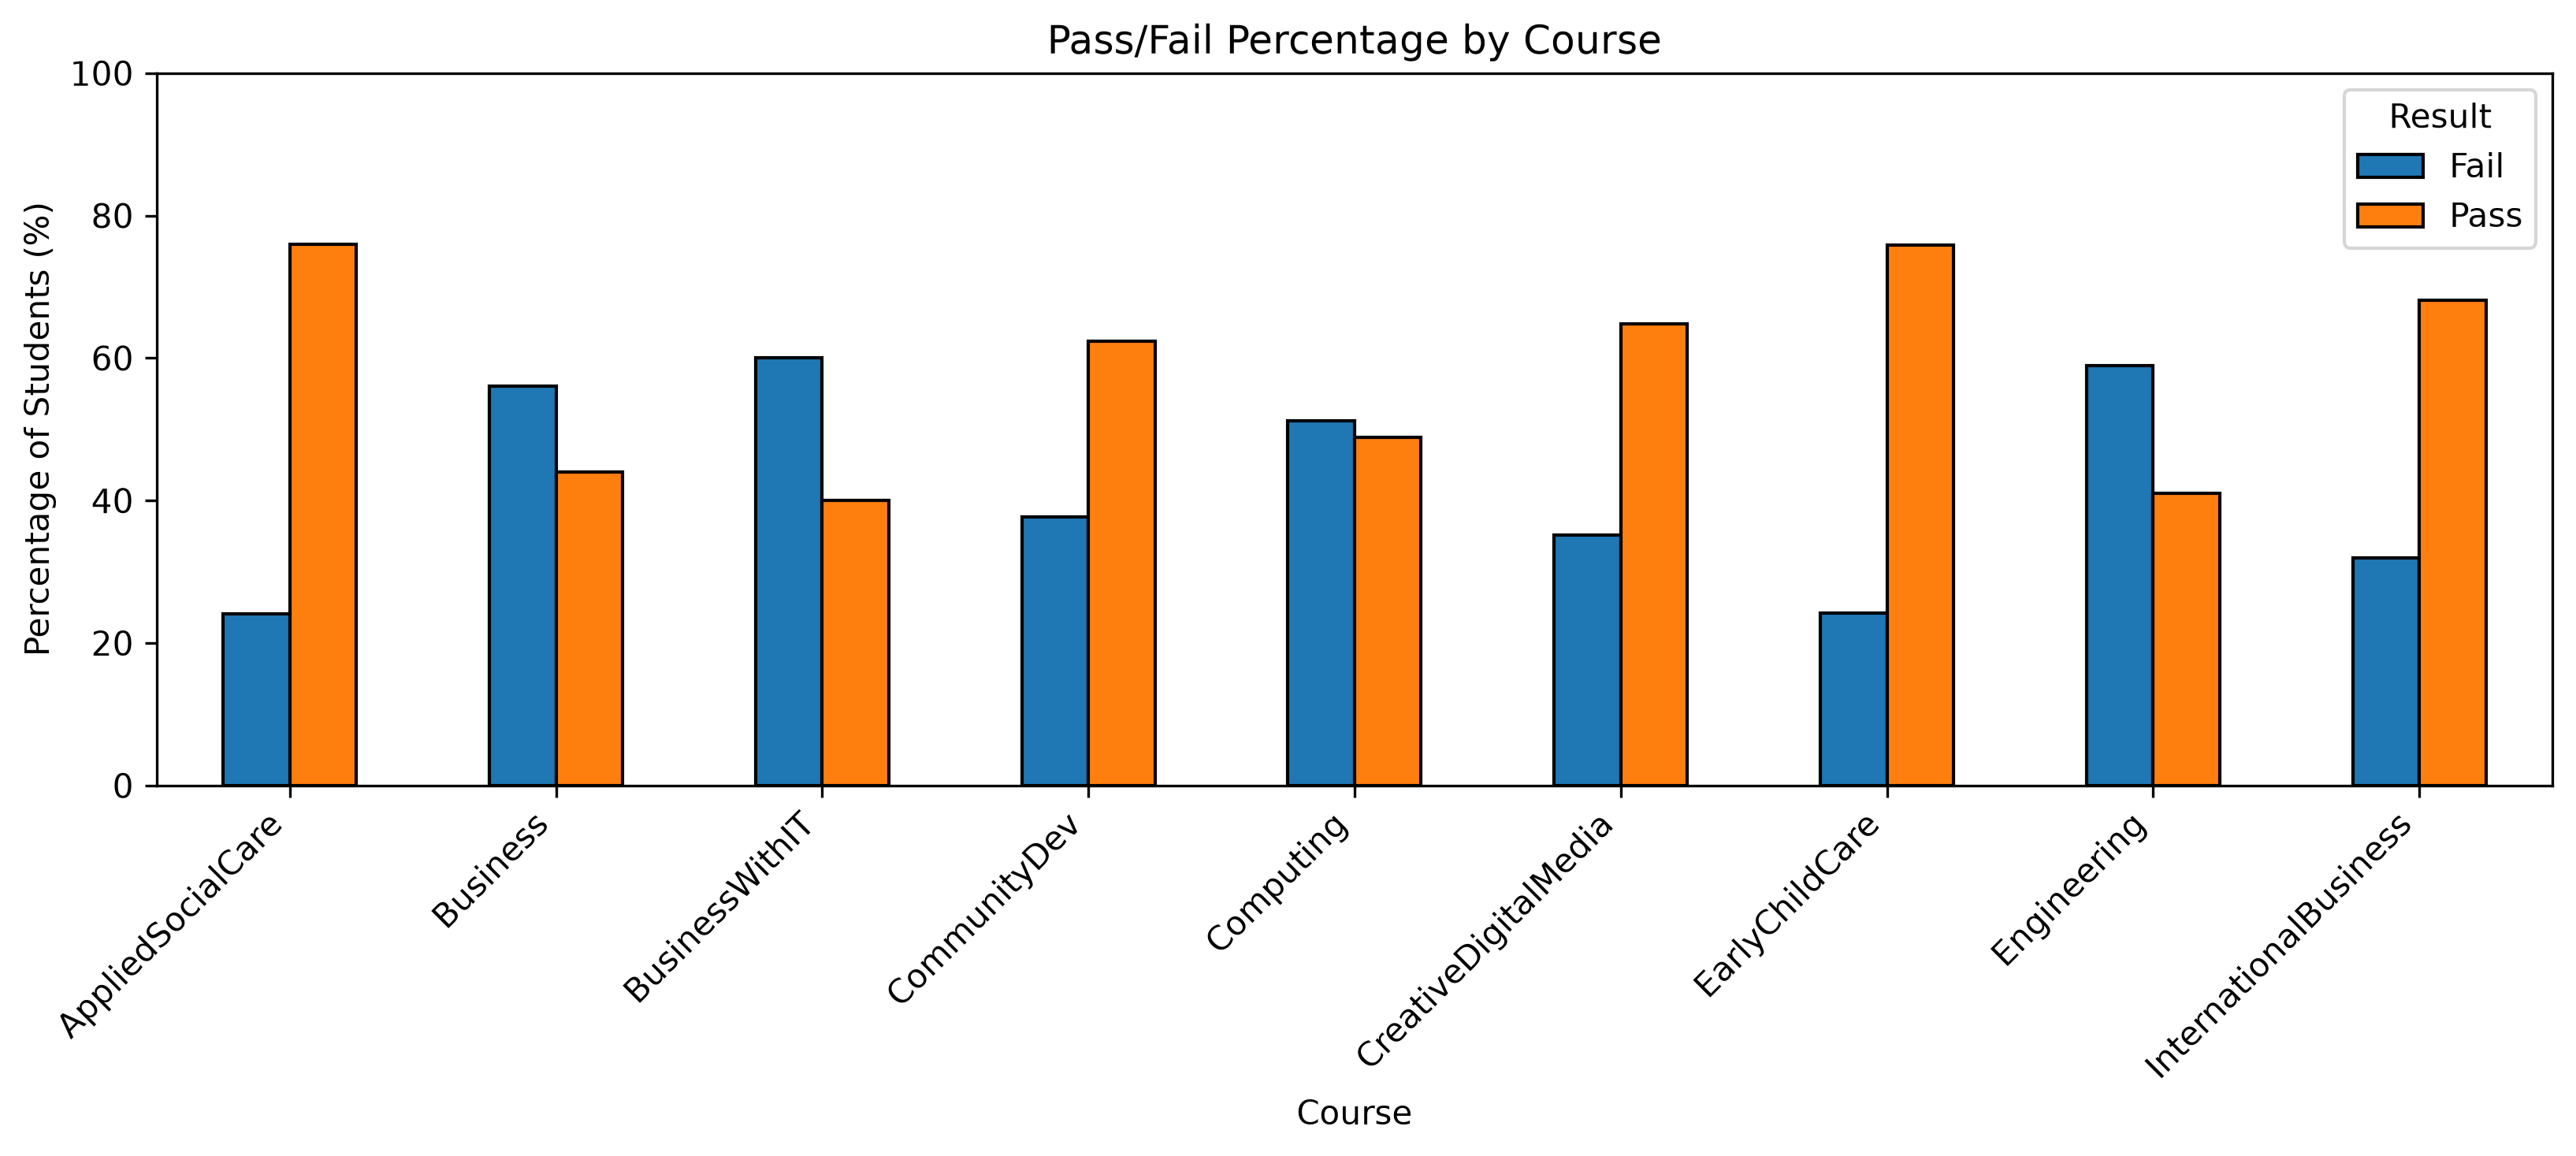 Pass/Fail Percentage by Course
100
80
60
40
20
0
Percentage of Students (%)
Result
Fail
Pass
AppliedSocialCare
Business
BusinessWithIT
CommunityDev
Computing
CreativeDigitalMedia
EarlyChildCare
Engineering
InternationalBusiness
Course